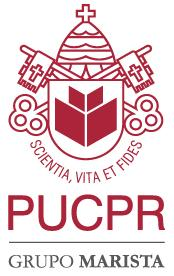 SCIENTIA, VITA ET FIDES
PUCPR
GRUPO MARISTA